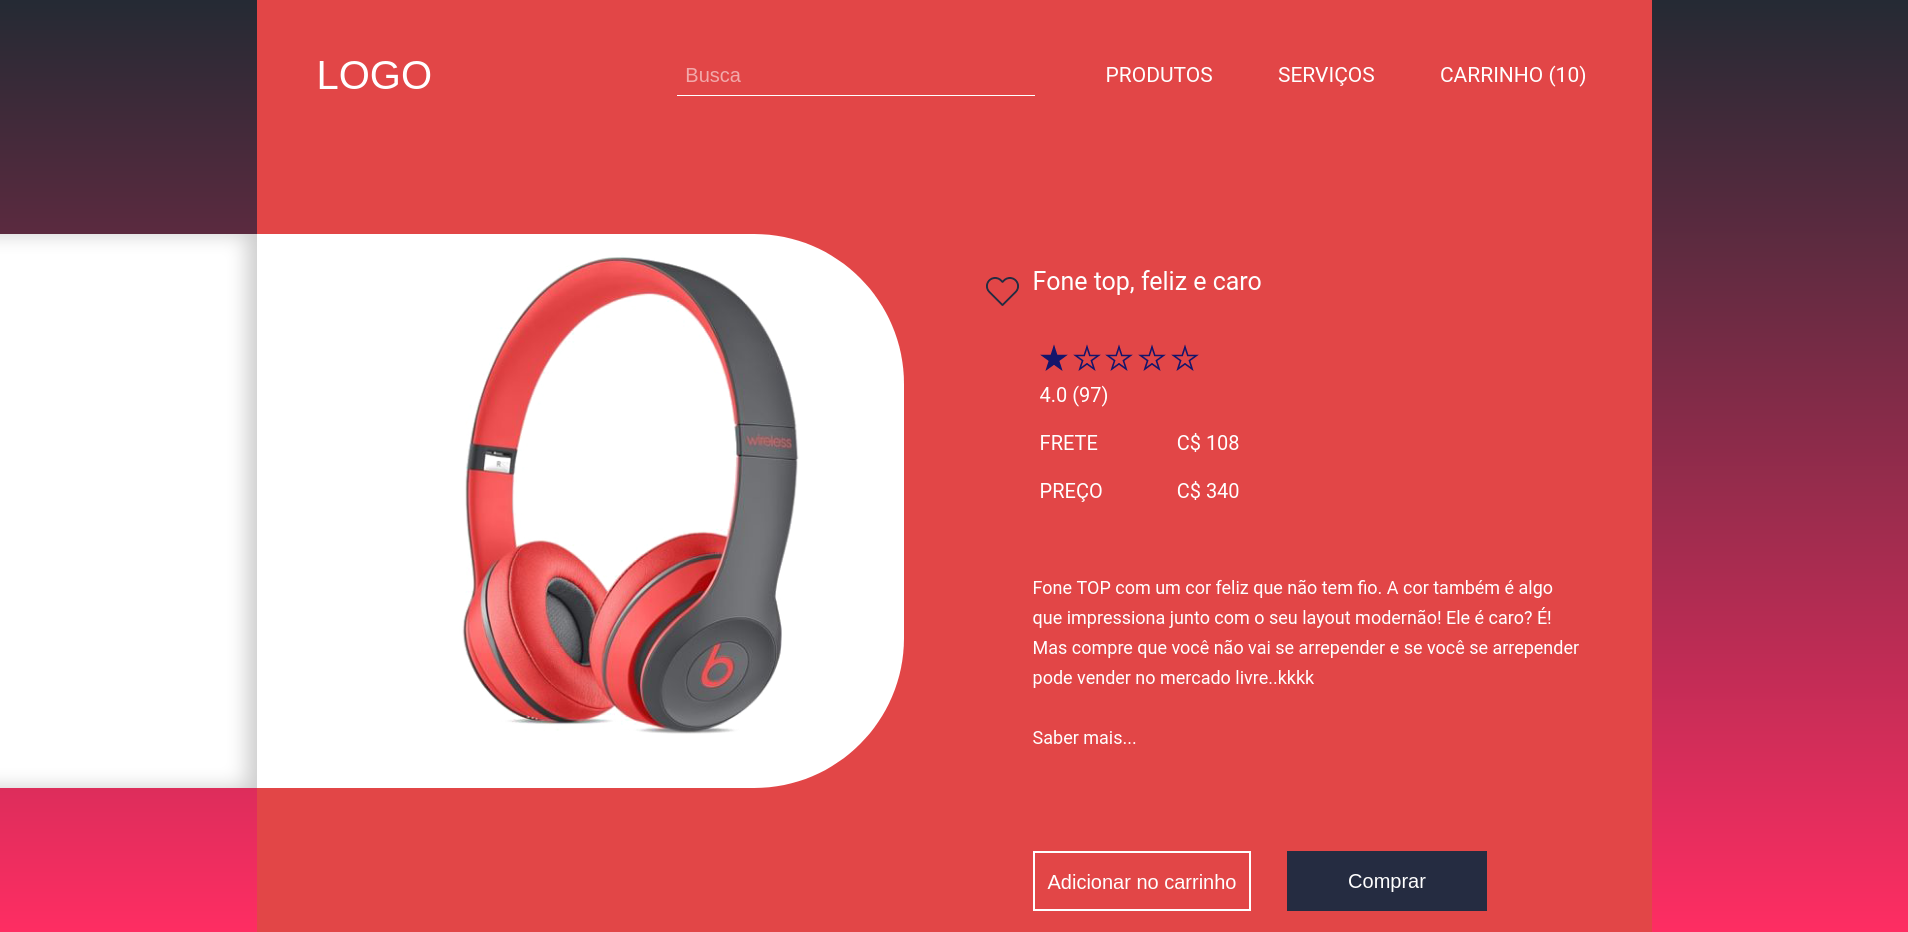 LOGO
Busca
PRODUTOS
SERVIÇOS
CARRINHO (10)
Fone top, feliz e caro
4.0 (97)
FRETE C$ 108
PREÇO C$ 340
wireless
b
Fone TOP com um cor feliz que não tem fio. A cor também é algo
que impressiona junto com o seu layout modernão! Ele é caro? É!
Mas compre que você não vai se arrepender e se você se arrepender
pode vender no mercado livre..kkkk
Saber mais...
Adicionar no carrinho
Comprar